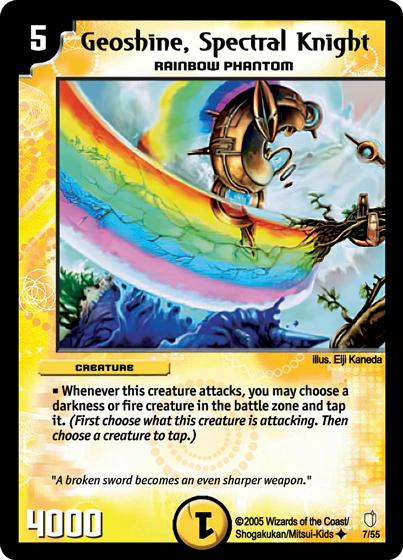 5 Geoshine, Spectral Knight
RAINBOW PHANTOM
illus. Eiji Kaneda
CREATURE
▪ Whenever this creature attacks, you may choose a
darkness or fire creature in the battle zone and tap
it. (First choose what this creature is attacking. Then
choose a creature to tap.)
"A broken sword becomes an even sharper weapon."
4000
1
©2005 Wizards of the Coast/
Shogakukan/Mitsui-Kids
7/55